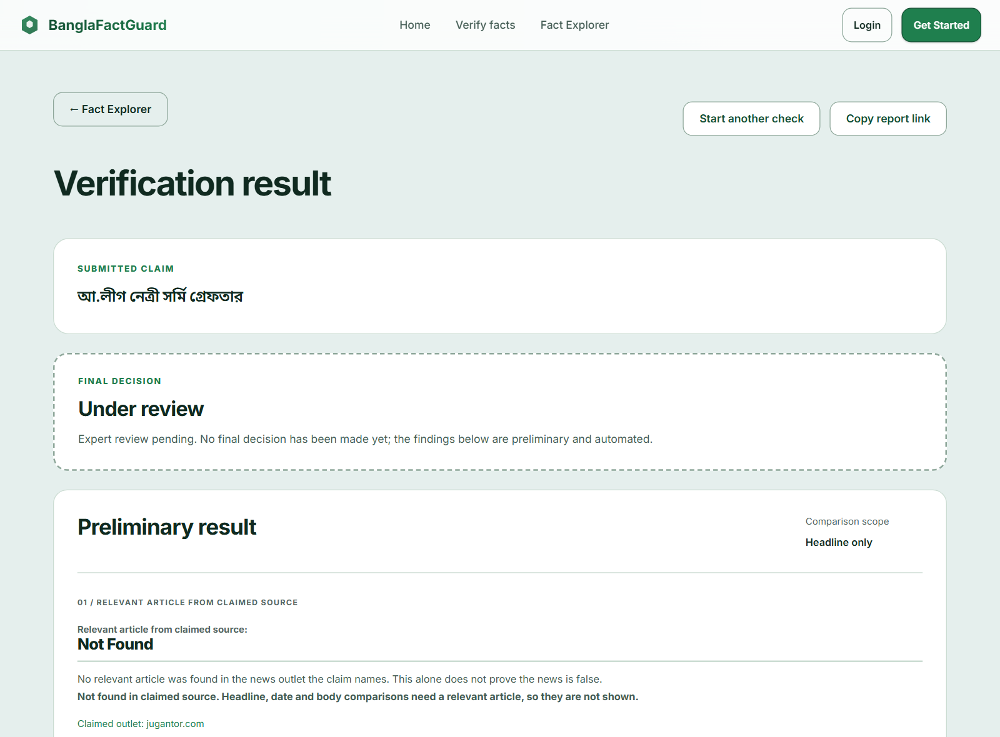 BanglaFactGuard
Home
Verify facts
Fact Explorer
Login
Get Started
← Fact Explorer
Start another check
Copy report link
Verification result
SUBMITTED CLAIM
আ.লীগ নেত্রী সর্মি গ্রেফতার
FINAL DECISION
Under review
Expert review pending. No final decision has been made yet; the findings below are preliminary and automated.
Preliminary result
Comparison scope
Headline only
01 / RELEVANT ARTICLE FROM CLAIMED SOURCE
Relevant article from claimed source:
Not Found
No relevant article was found in the news outlet the claim names. This alone does not prove the news is false.
Not found in claimed source. Headline, date and body comparisons need a relevant article, so they are not shown.
Claimed outlet: jugantor.com